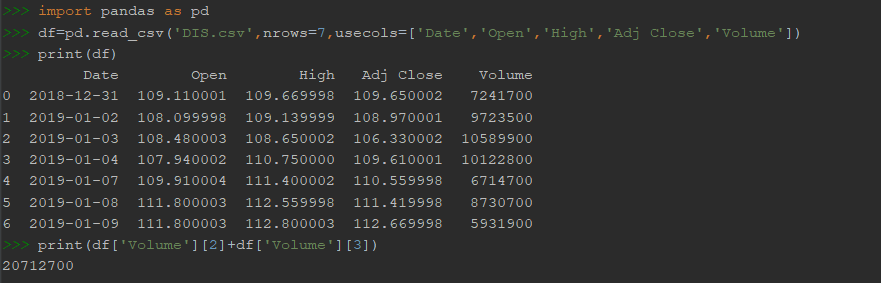 >>> import pandas as pd
>>> df=pd.read_csv('DIS.csv',nrows=7,usecols=['Date','Open','High','Adj Close','Volume'])
>>> print(df)
         Date        Open        High   Adj Close    Volume
0  2018-12-31  109.110001  109.669998  109.650002   7241700
1  2019-01-02  108.099998  109.139999  108.970001   9723500
2  2019-01-03  108.480003  108.650002  106.330002  10589900
3  2019-01-04  107.940002  110.750000  109.610001  10122800
4  2019-01-07  109.910004  111.400002  110.559998   6714700
5  2019-01-08  111.800003  112.559998  111.419998   8730700
6  2019-01-09  111.800003  112.800003  112.669998   5931900
>>> print(df['Volume'][2]+df['Volume'][3])
20712700